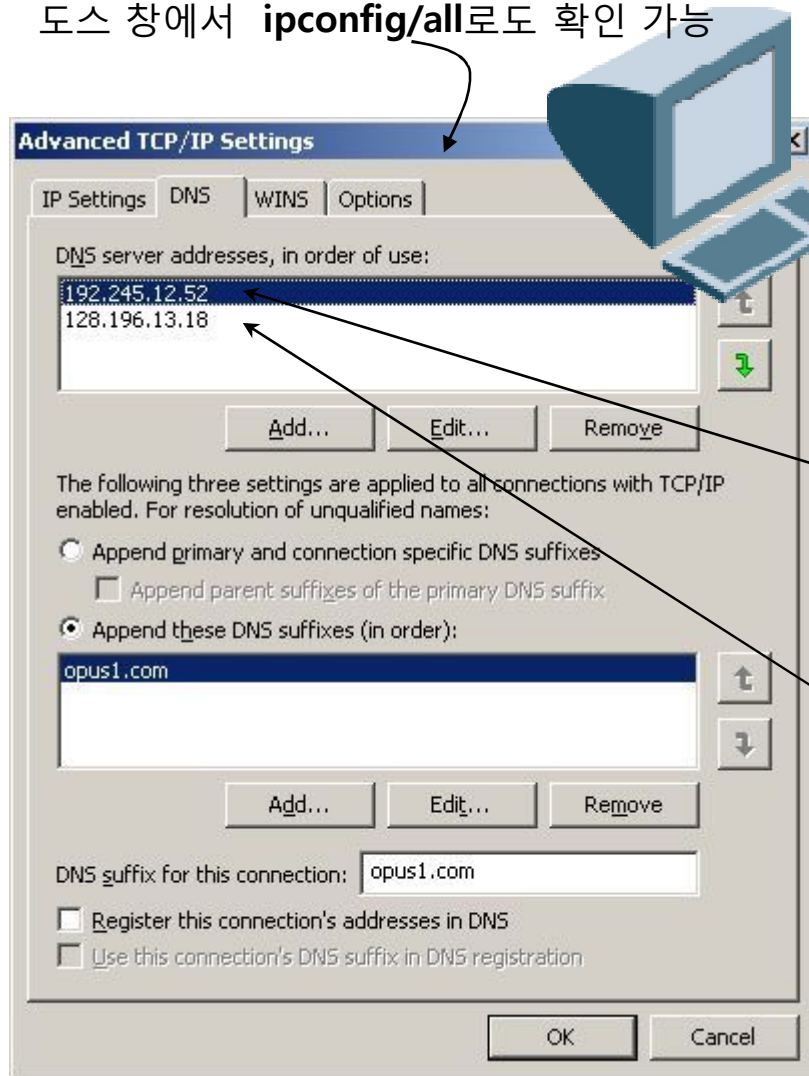 도스 창에서 ipconfig/all로도 확인 가능
Advanced TCP/IP Settings
IP Settings DNS WINS Options
DNS server addresses, in order of use:
192.245.12.52
128.196.13.18
Add... Edit... Remove
The following three settings are applied to all connections with TCP/IP
enabled. For resolution of unqualified names:
Append primary and connection specific DNS suffixes
Append parent suffixes of the primary DNS suffix
Append these DNS suffixes (in order):
opus1.com
Add... Edit... Remove
DNS suffix for this connection: opus1.com
Register this connection's addresses in DNS
Use this connection's DNS suffix in DNS registration
OK Cancel